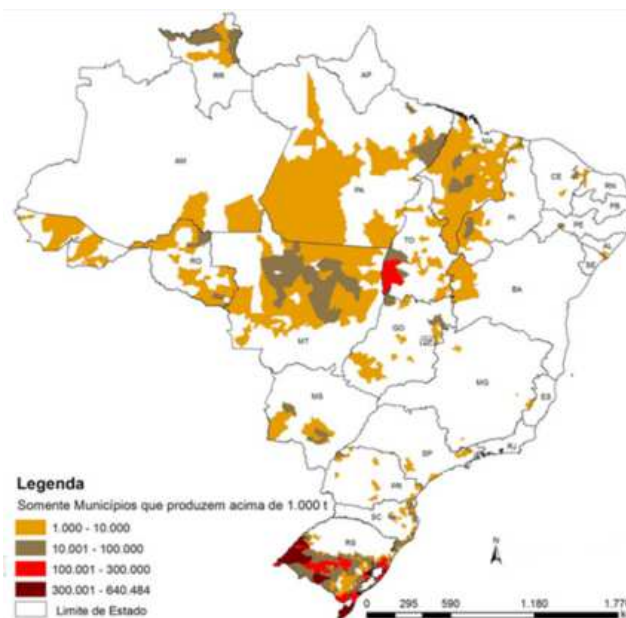 RR
AP
AM
PA
MA
CE
RN
PB
PE
AL
SE
PI
TO
RO
BA
MT
GO
MG
ES
MS
SP
RJ
PR
SC
RS
N
Legenda
Somente Municípios que produzem acima de 1.000 t
1.000 - 10.000
10.001 - 100.000
100.001 - 300.000
300.001 - 640.484
Limite de Estado
0 295 590 1.180 1.770